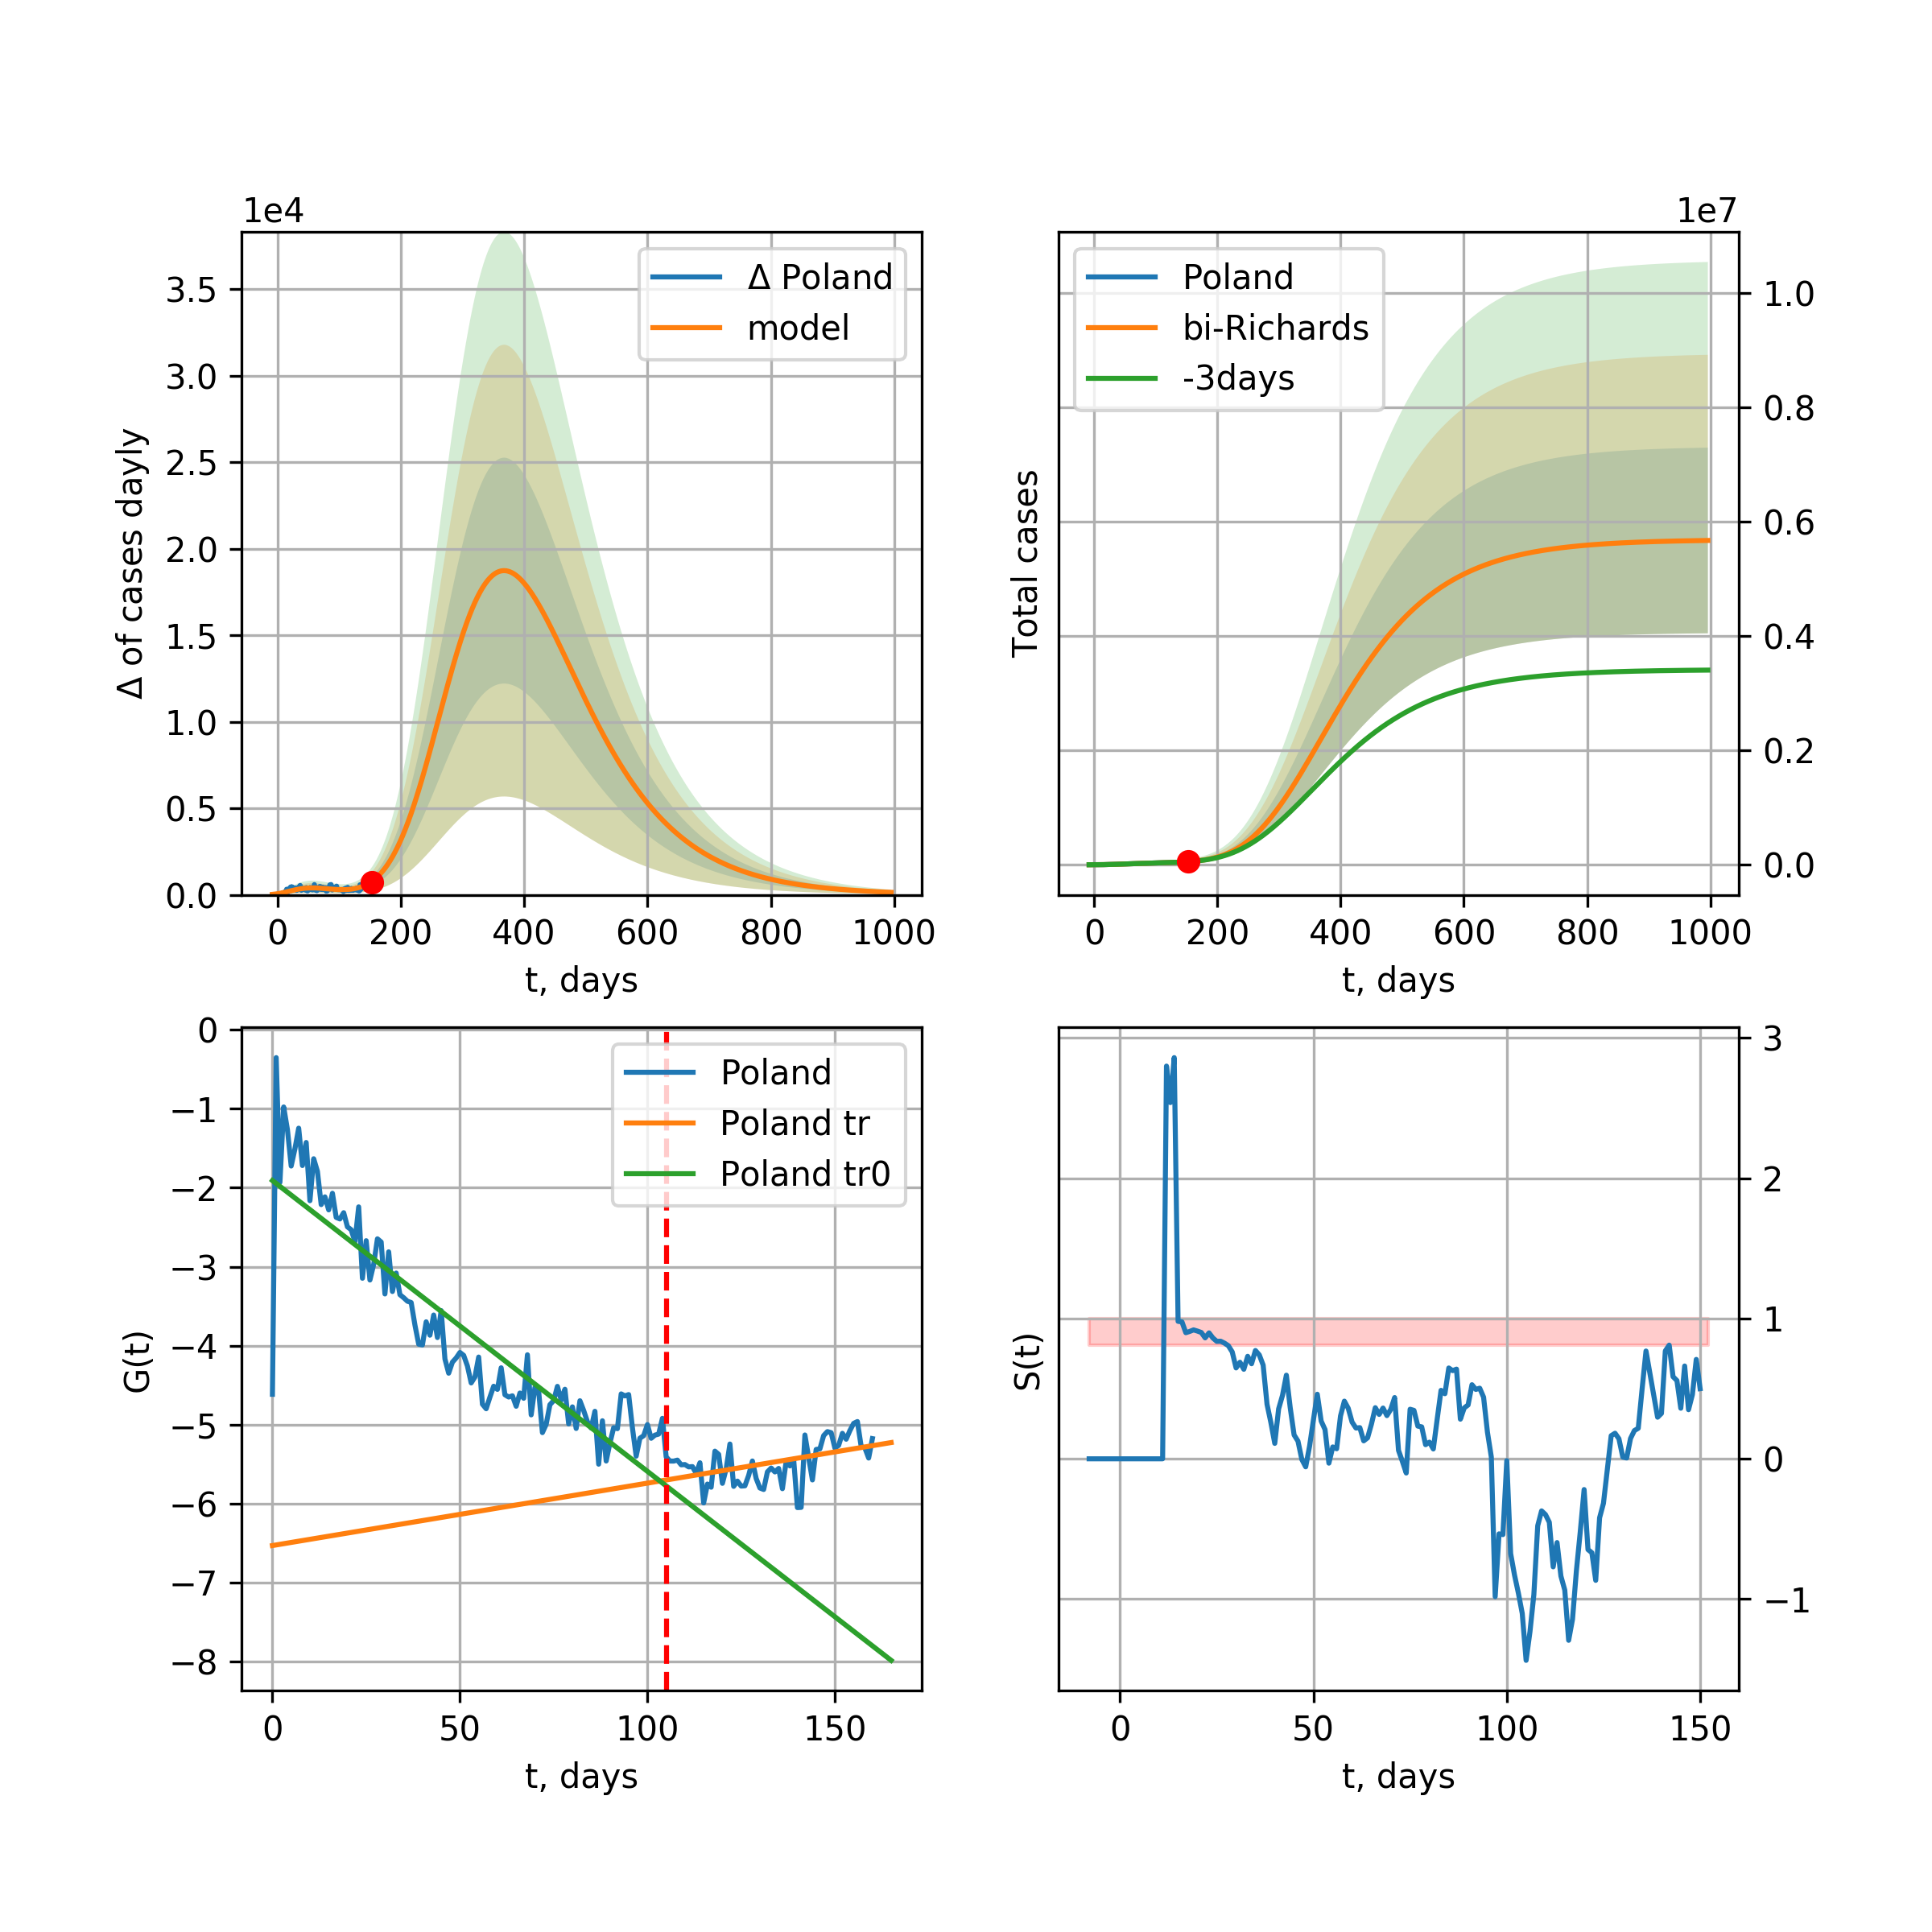 1e4
Δ of cases dayly
3.5
3.0
2.5
2.0
1.5
1.0
0.5
0.0
Δ Poland
model
0 200 400 600 800 1000
t, days
1e7
Total cases
Poland
bi-Richards
-3days
1.0
0.8
0.6
0.4
0.2
0.0
0 200 400 600 800 1000
t, days
G(t)
0
−1
−2
−3
−4
−5
−6
−7
−8
Poland
Poland tr
Poland tr0
0 50 100 150
t, days
S(t)
3
2
1
0
−1
0 50 100 150
t, days